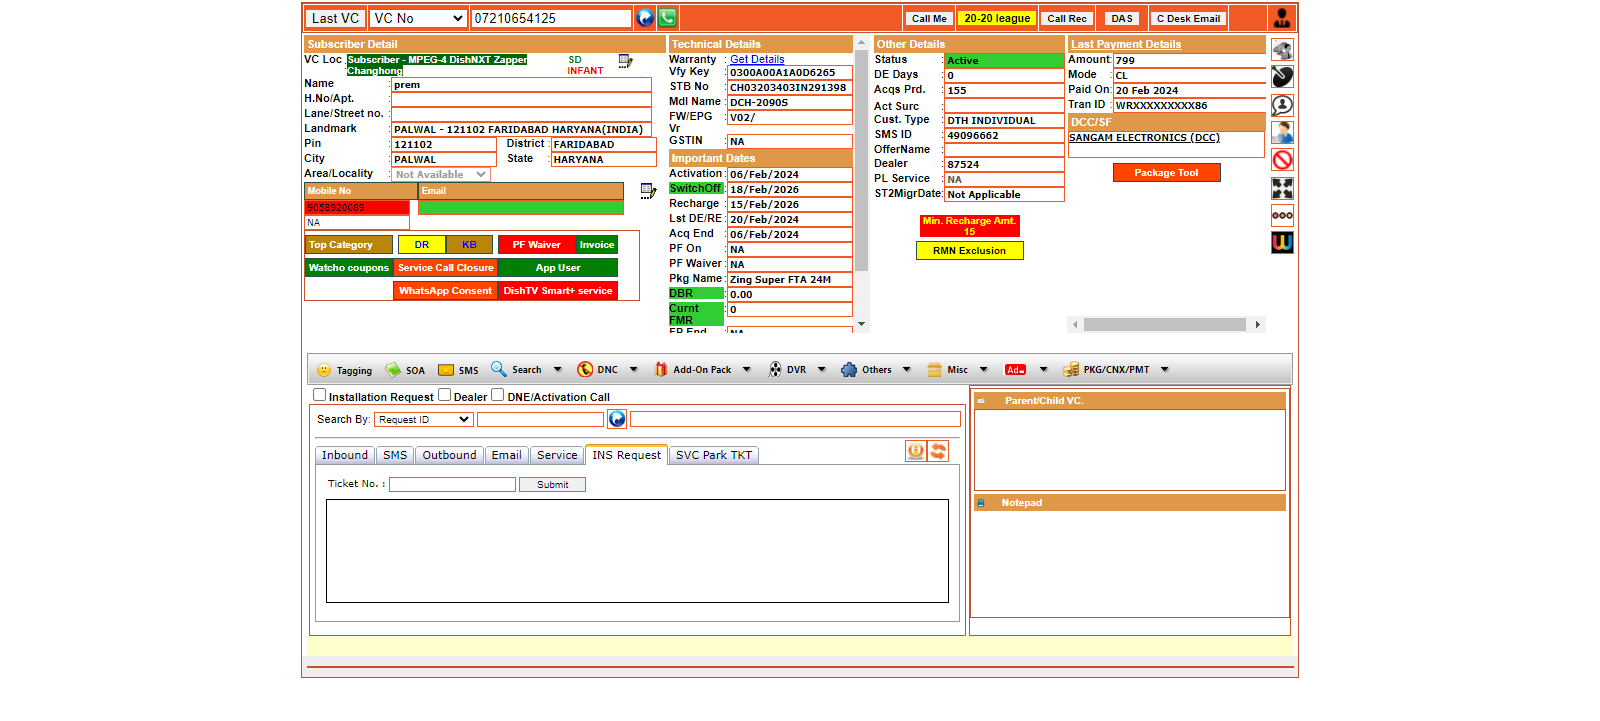 Last VC VC No 07210654125 Call Me 20-20 league Call Rec DAS C Desk Email
Subscriber Detail
VC Loc : Subscriber - MPEG-4 DishNXT Zapper Changhong SD INFANT
Name : prem
H.No/Apt. :
Lane/Street no. :
Landmark : PALWAL - 121102 FARIDABAD HARYANA(INDIA)
Pin : 121102 District : FARIDABAD
City : PALWAL State : HARYANA
Area/Locality : Not Available
Mobile No Email
9058920089
NA
Top Category DR KB PF Waiver Invoice
Watcho coupons Service Call Closure App User
WhatsApp Consent DishTV Smart+ service
Technical Details
Warranty : Get Details
Vfy Key : 0300A00A1A0D6265
STB No : CH03203403IN291398
Mdl Name : DCH-2090S
FW/EPG Vr : V02/
GSTIN : NA
Important Dates
Activation : 06/Feb/2024
SwitchOff : 18/Feb/2026
Recharge : 15/Feb/2026
Lst DE/RE : 20/Feb/2024
Acq End : 06/Feb/2024
PF On : NA
PF Waiver : NA
Pkg Name : Zing Super FTA 24M
DBR : 0.00
Curnt FMR : 0
Other Details
Status : Active
DE Days : 0
Acqs Prd. : 155
Act Surc :
Cust. Type : DTH INDIVIDUAL
SMS ID : 49096662
OfferName :
Dealer : 87524
PL Service : NA
ST2MigrDate : Not Applicable
Min. Recharge Amt.
15
RMN Exclusion
Last Payment Details
Amount : 799
Mode : CL
Paid On : 20 Feb 2024
Tran ID : WRXXXXXXXXX86
DCC/SF
SANGAM ELECTRONICS (DCC)
Package Tool
Tagging SOA SMS Search DNC Add-On Pack DVR Others Misc Ad PKG/CNX/PMT
Installation Request Dealer DNE/Activation Call
Search By: Request ID
Inbound SMS Outbound Email Service INS Request SVC Park TKT
Ticket No. : Submit
Parent/Child VC.
Notepad